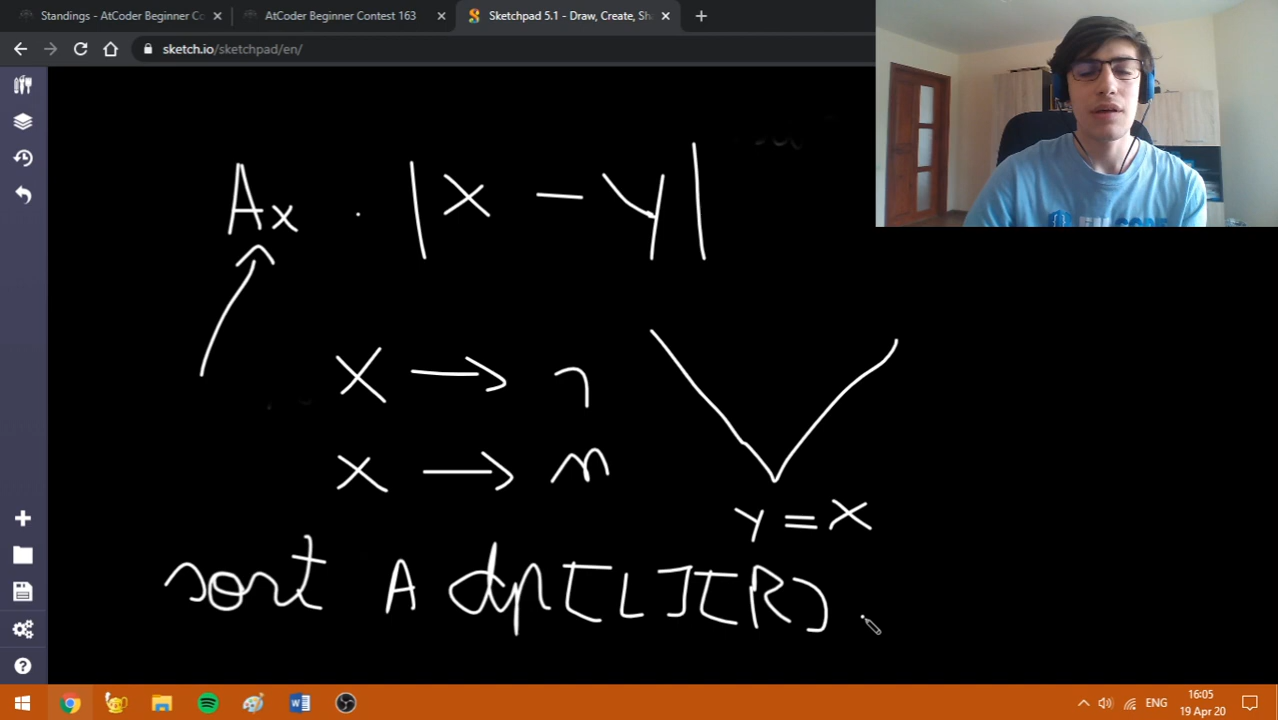 Standings - AtCoder Beginner Co
AtCoder Beginner Contest 163
Sketchpad 5.1 - Draw, Create, Sh
sketch.io/sketchpad/en/
Ax . |x - y|
x → 1
x → n
y = x
sort A dp[L][R]
ENG
16:05
19 Apr 20